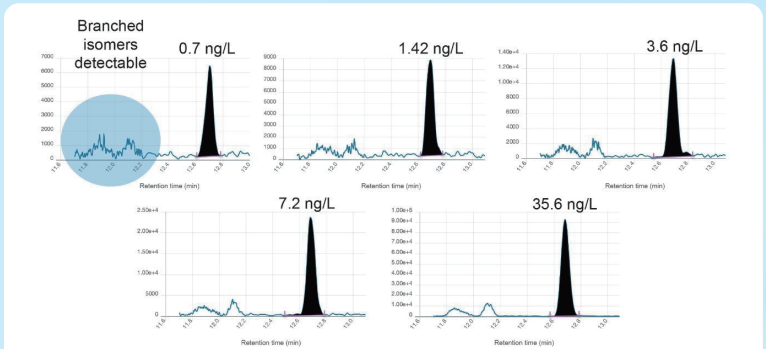 Branched
isomers
detectable
0.7 ng/L
7000
6000
5000
4000
3000
2000
1000
0
11.6
11.8
12.0
12.2
12.4
12.6
12.8
13.0
Retention time (min)
1.42 ng/L
9000
8000
7000
6000
5000
4000
3000
2000
1000
0
11.6
11.8
12.0
12.2
12.4
12.6
12.8
13.0
Retention time (min)
3.6 ng/L
1.40e+4
1.20e+4
1.00e+4
8000
6000
4000
2000
0
11.6
11.8
12.0
12.2
12.4
12.6
12.8
13.0
Retention time (min)
7.2 ng/L
2.50e+4
2.00e+4
1.50e+4
1.00e+4
5000
0
11.6
11.8
12.0
12.2
12.4
12.6
12.8
13.0
Retention time (min)
35.6 ng/L
1.00e+5
9.00e+4
8.00e+4
7.00e+4
6.00e+4
5.00e+4
4.00e+4
3.00e+4
2.00e+4
1.00e+4
0
11.6
11.8
12.0
12.2
12.4
12.6
12.8
13.0
Retention time (min)